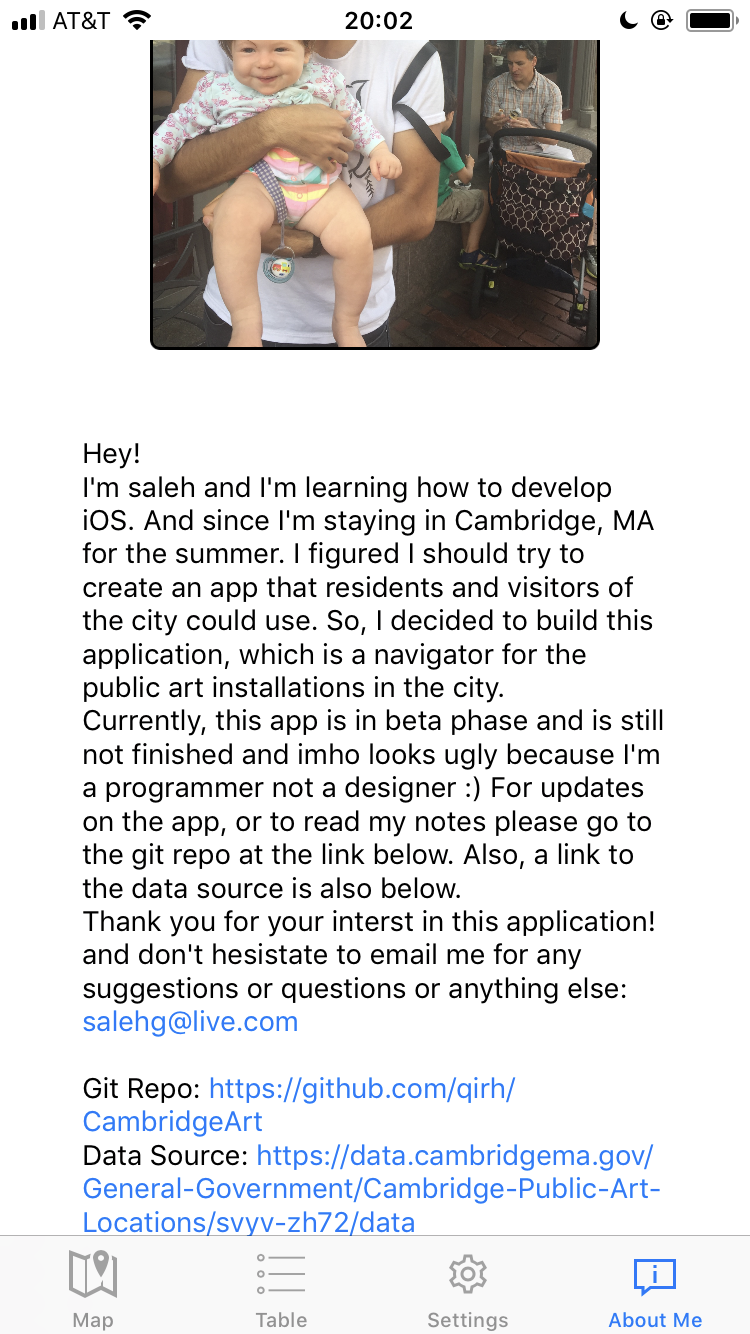 AT&T
20:02
Hey!
I'm saleh and I'm learning how to develop
iOS. And since I'm staying in Cambridge, MA
for the summer. I figured I should try to
create an app that residents and visitors of
the city could use. So, I decided to build this
application, which is a navigator for the
public art installations in the city.
Currently, this app is in beta phase and is still
not finished and imho looks ugly because I'm
a programmer not a designer :) For updates
on the app, or to read my notes please go to
the git repo at the link below. Also, a link to
the data source is also below.
Thank you for your interst in this application!
and don't hesistate to email me for any
suggestions or questions or anything else:
salehg@live.com
Git Repo: https://github.com/qirh/
CambridgeArt
Data Source: https://data.cambridgema.gov/
General-Government/Cambridge-Public-Art-
Locations/svyv-zh72/data
Map
Table
Settings
About Me